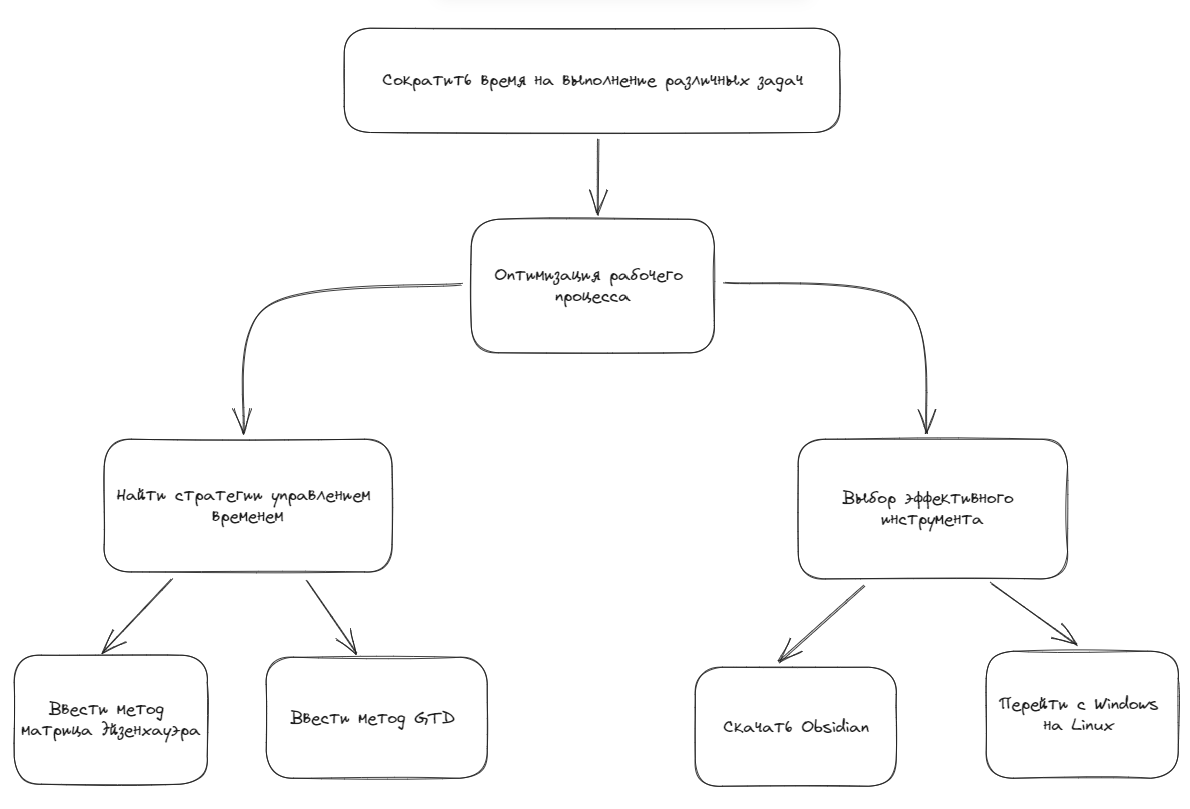 Сократить время на выполнение различных задач
Оптимизация рабочего
процесса
Найти стратегии управлением
временем
Выбор эффективного
инструмента
Ввести метод
матрица Эйзенхауэра
Ввести метод GTD
Скачать Obsidian
Перейти с Windows
на Linux